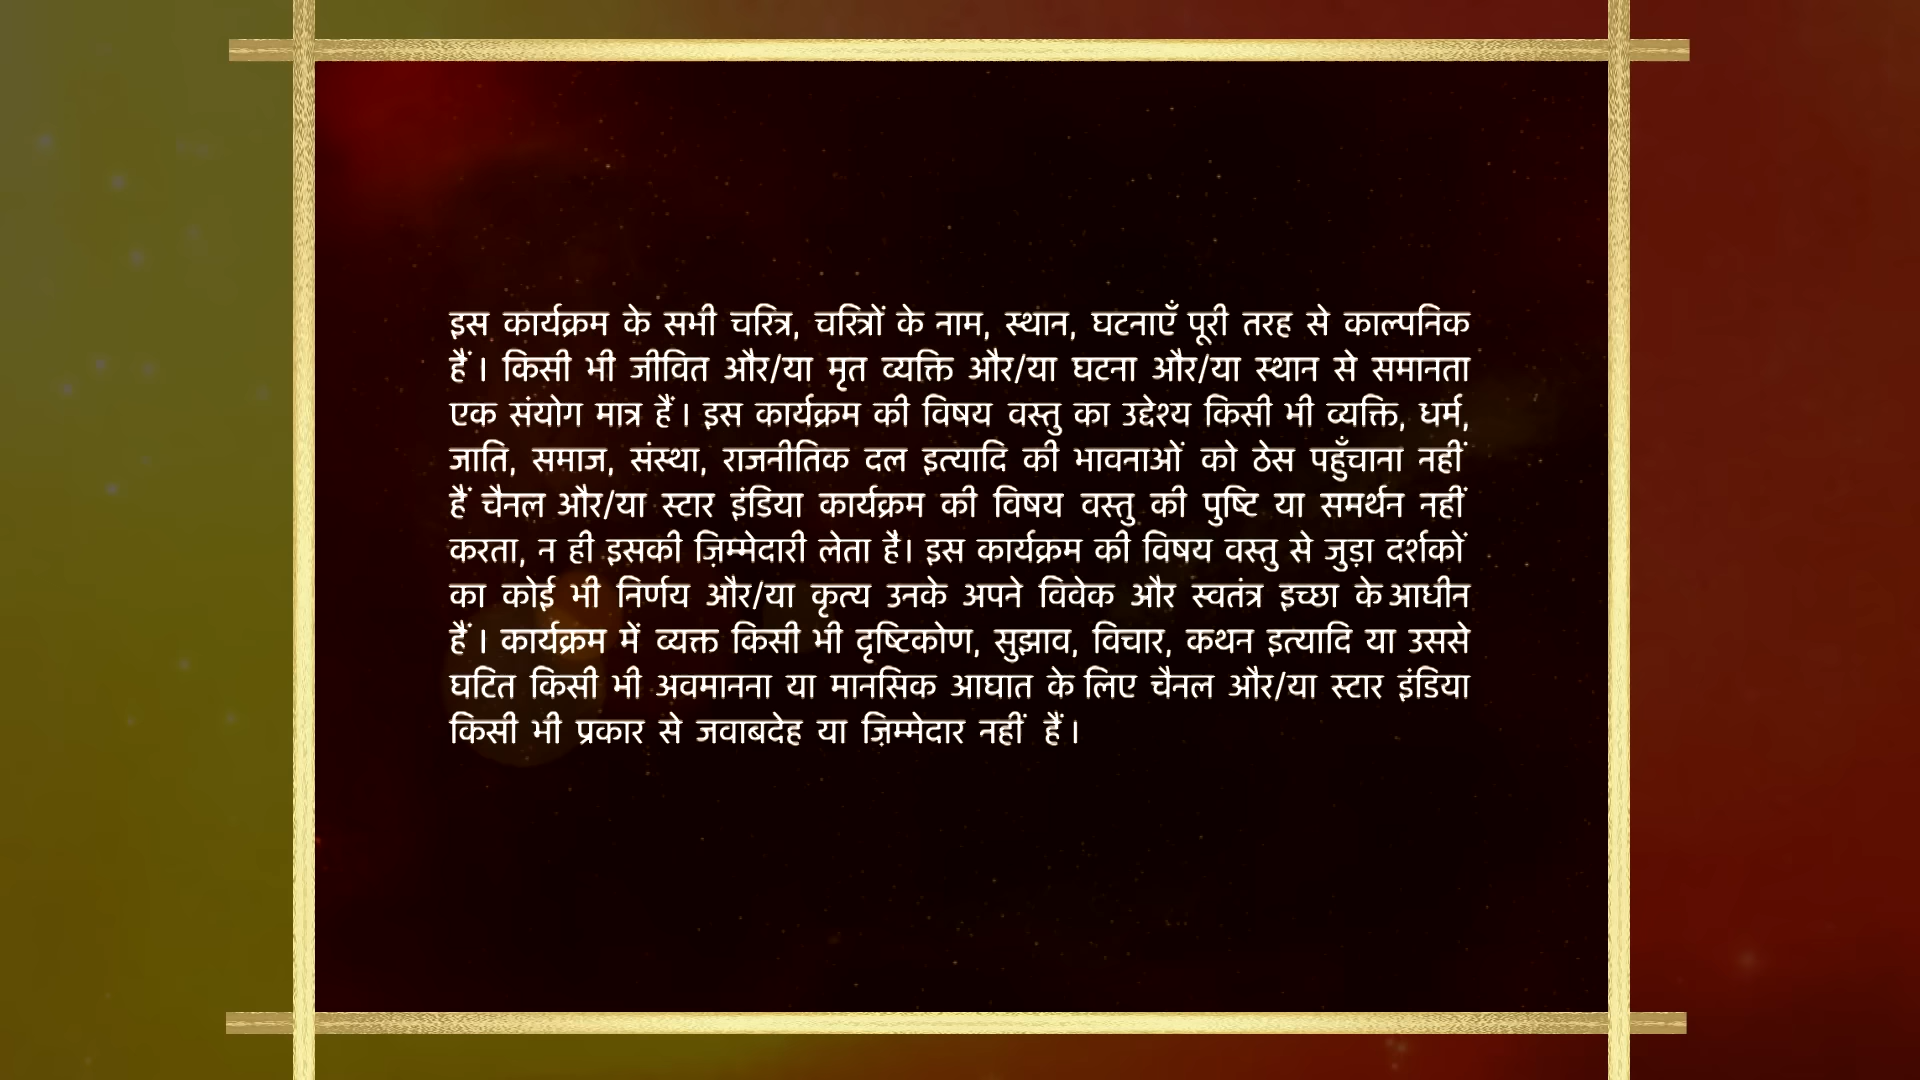 इस कार्यक्रम के सभी चरित्र, चरित्रों के नाम, स्थान, घटनाएँ पूरी तरह से काल्पनिक
हैं । किसी भी जीवित और/या मृत व्यक्ति और/या घटना और/या स्थान से समानता
एक संयोग मात्र हैं । इस कार्यक्रम की विषय वस्तु का उद्देश्य किसी भी व्यक्ति, धर्म,
जाति, समाज, संस्था, राजनीतिक दल इत्यादि की भावनाओं को ठेस पहुँचाना नहीं
हैं चैनल और/या स्टार इंडिया कार्यक्रम की विषय वस्तु की पुष्टि या समर्थन नहीं
करता, न ही इसकी ज़िम्मेदारी लेता है। इस कार्यक्रम की विषय वस्तु से जुड़ा दर्शकों
का कोई भी निर्णय और/या कृत्य उनके अपने विवेक और स्वतंत्र इच्छा के आधीन
हैं । कार्यक्रम में व्यक्त किसी भी दृष्टिकोण, सुझाव, विचार, कथन इत्यादि या उससे
घटित किसी भी अवमानना या मानसिक आघात के लिए चैनल और/या स्टार इंडिया
किसी भी प्रकार से जवाबदेह या ज़िम्मेदार नहीं हैं ।